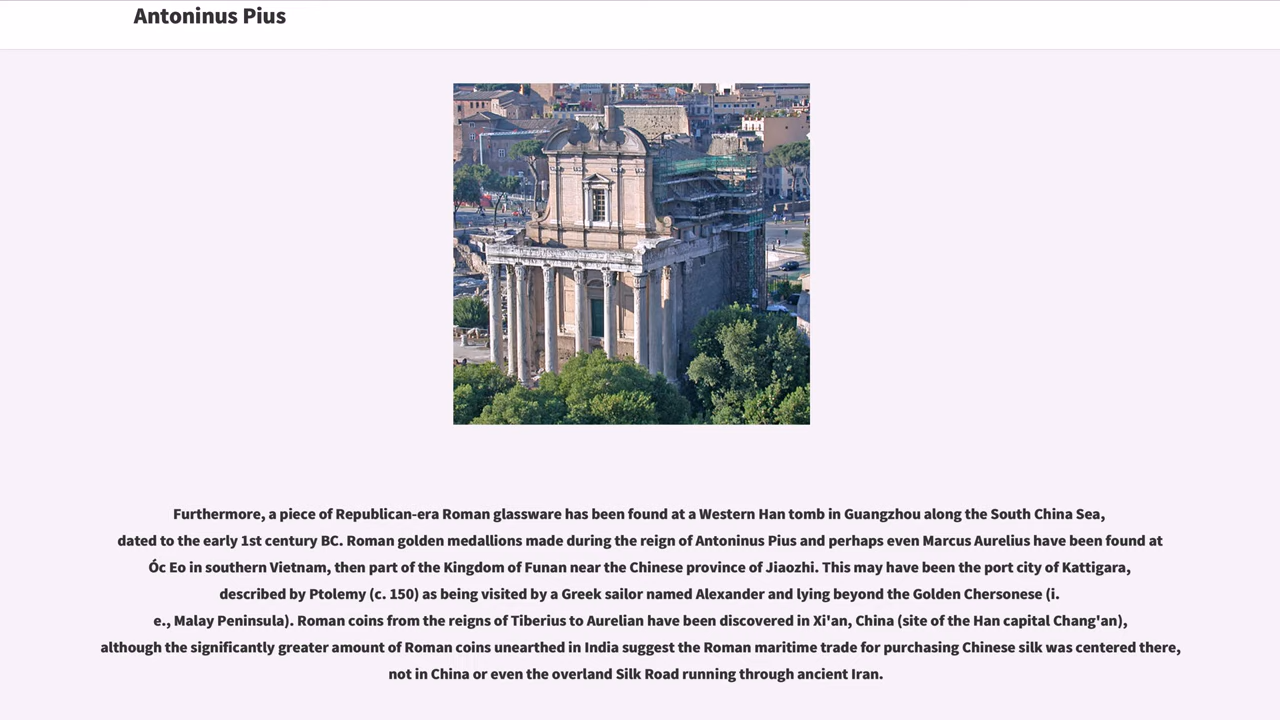 Antoninus Pius
Furthermore, a piece of Republican-era Roman glassware has been found at a Western Han tomb in Guangzhou along the South China Sea,
dated to the early 1st century BC. Roman golden medallions made during the reign of Antoninus Pius and perhaps even Marcus Aurelius have been found at
Óc Eo in southern Vietnam, then part of the Kingdom of Funan near the Chinese province of Jiaozhi. This may have been the port city of Kattigara,
described by Ptolemy (c. 150) as being visited by a Greek sailor named Alexander and lying beyond the Golden Chersonese (i.
e., Malay Peninsula). Roman coins from the reigns of Tiberius to Aurelian have been discovered in Xi'an, China (site of the Han capital Chang'an),
although the significantly greater amount of Roman coins unearthed in India suggest the Roman maritime trade for purchasing Chinese silk was centered there,
not in China or even the overland Silk Road running through ancient Iran.